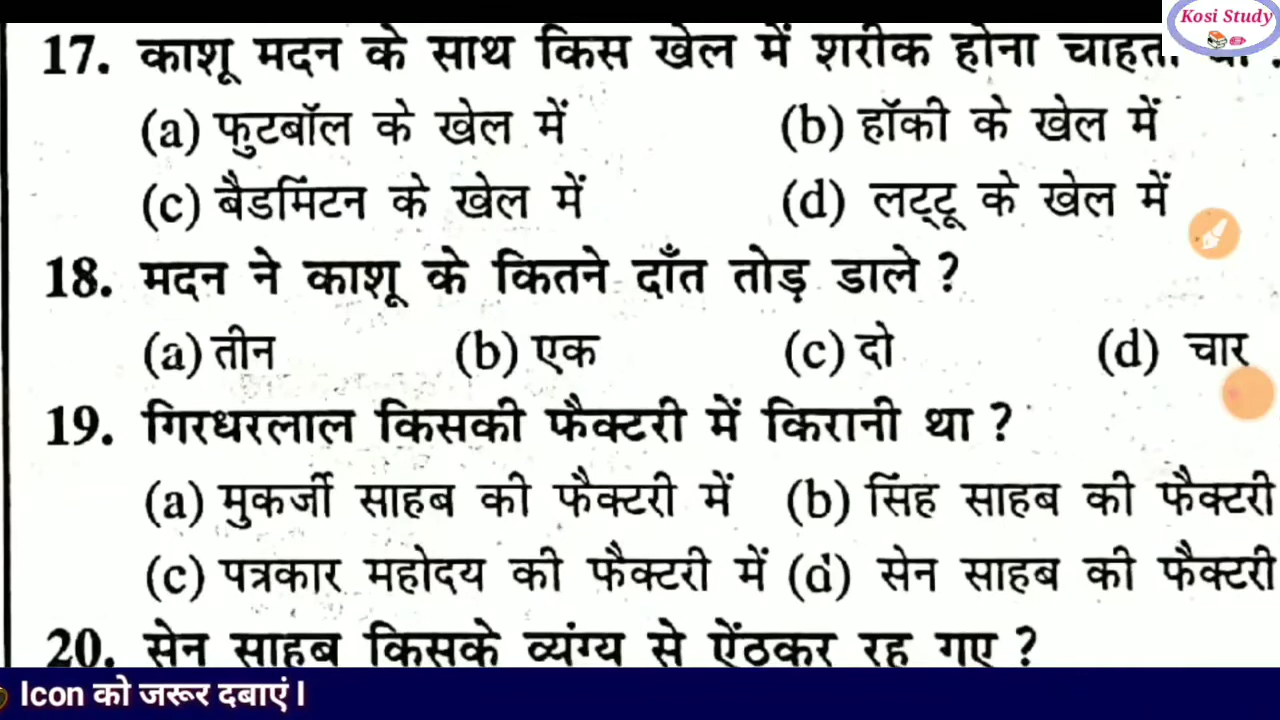 Kosi Study
17. काशू मदन के साथ किस खेल में शरीक होना
(a) फुटबॉल के खेल में (b) हॉकी के खेल में
(c) बैडमिंटन के खेल में (d) लट्टू के खेल में
18. मदन ने काशू के कितने दाँत तोड़ डाले ?
(a) तीन (b) एक (c) दो (d) चार
19. गिरधरलाल किसकी फैक्टरी में किरानी था ?
(a) मुकर्जी साहब की फैक्टरी में (b) सिंह साहब की फैक्टरी
(c) पत्रकार महोदय की फैक्टरी में (d) सेन साहब की फैक्टरी
20. सेन साहब किसके व्यंग्य से ऐंठकर रह गए ?
Icon को जरूर दबाएं।